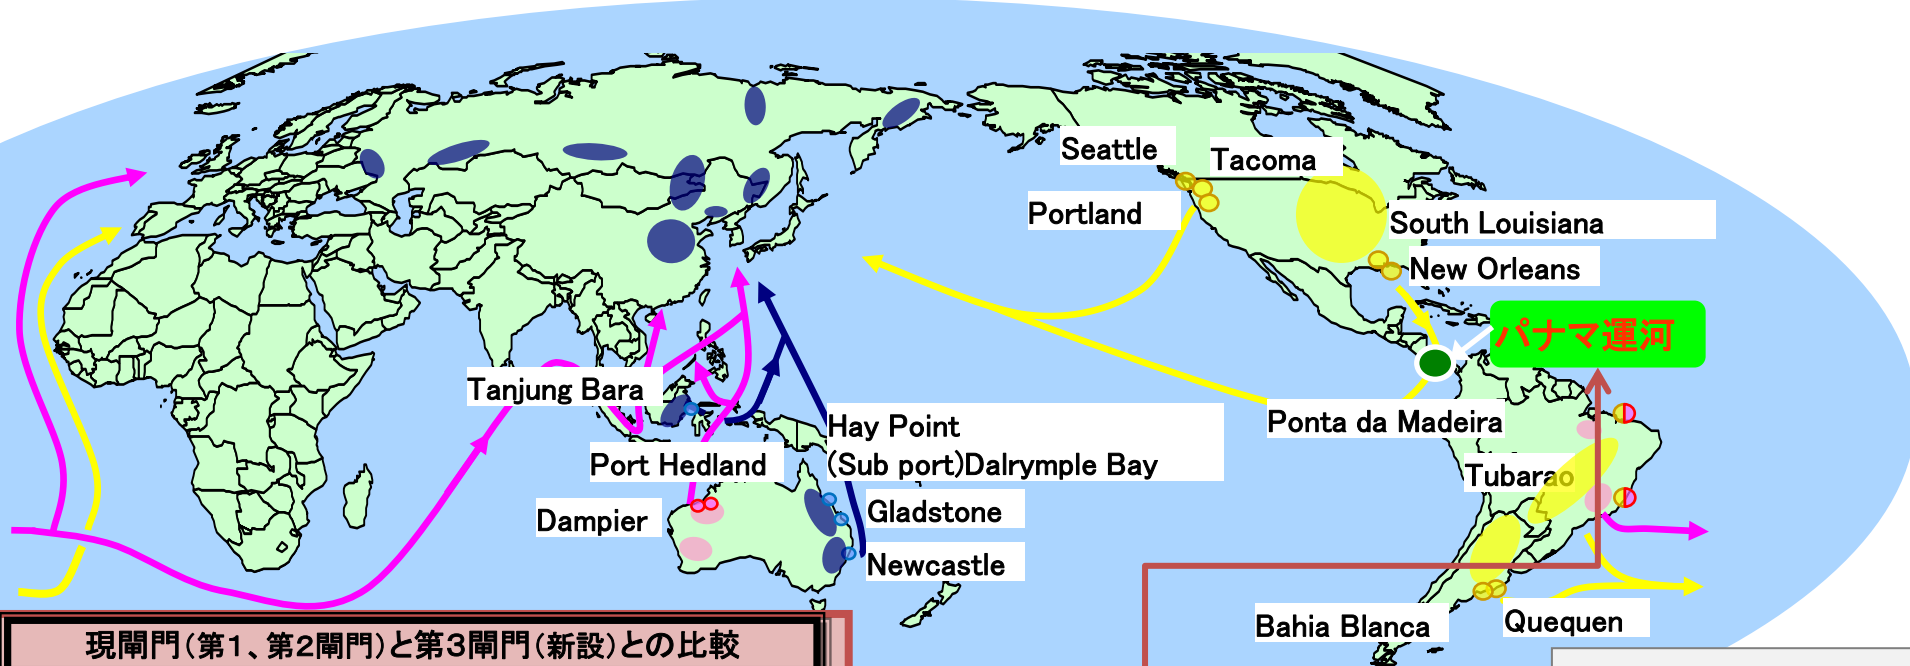 Seattle
Tacoma
Portland
South Louisiana
New Orleans
パナマ運河
Tanjung Bara
Ponta da Madeira
Hay Point
(Sub port)Dalrymple Bay
Port Hedland
Tubarao
Dampier
Gladstone
Newcastle
Bahia Blanca
Quequen
現閘門(第1、第2閘門)と第3閘門(新設)との比較